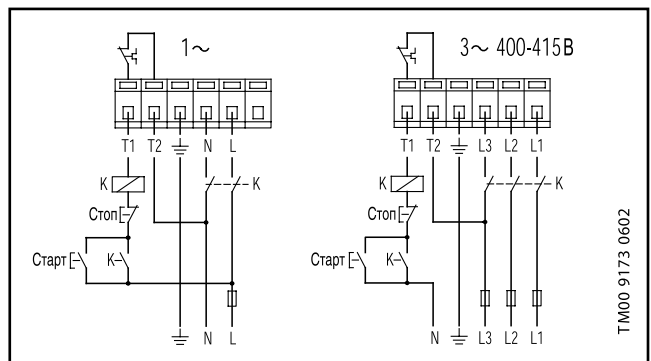 1~
3~ 400-415В
T1 T2 N L
T1 T2 L3 L2 L1
K K
K K
Стоп
Стоп
Старт K
Старт K
N L
N L3 L2 L1
TM00 9173 0602